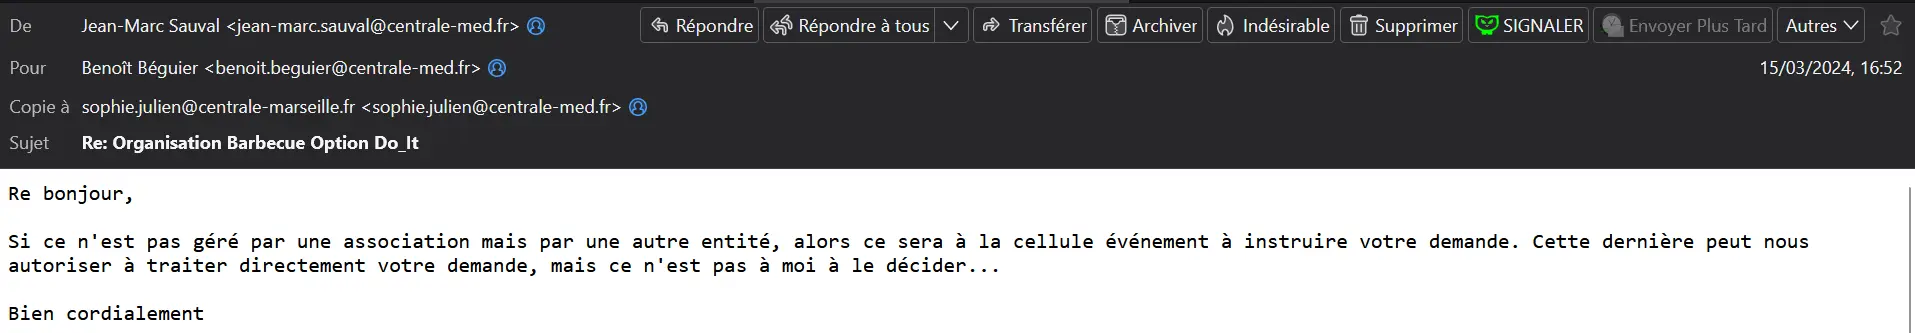 De Jean-Marc Sauval <jean-marc.sauval@centrale-med.fr> Répondre Répondre à tous Transférer Archiver Indésirable Supprimer SIGNALER Envoyer Plus Tard Autres
Pour Benoît Béguier <benoit.beguier@centrale-med.fr> 15/03/2024, 16:52
Copie à sophie.julien@centrale-marseille.fr <sophie.julien@centrale-med.fr>
Sujet Re: Organisation Barbecue Option Do_It
Re bonjour,
Si ce n'est pas géré par une association mais par une autre entité, alors ce sera à la cellule événement à instruire votre demande. Cette dernière peut nous
autoriser à traiter directement votre demande, mais ce n'est pas à moi à le décider...
Bien cordialement